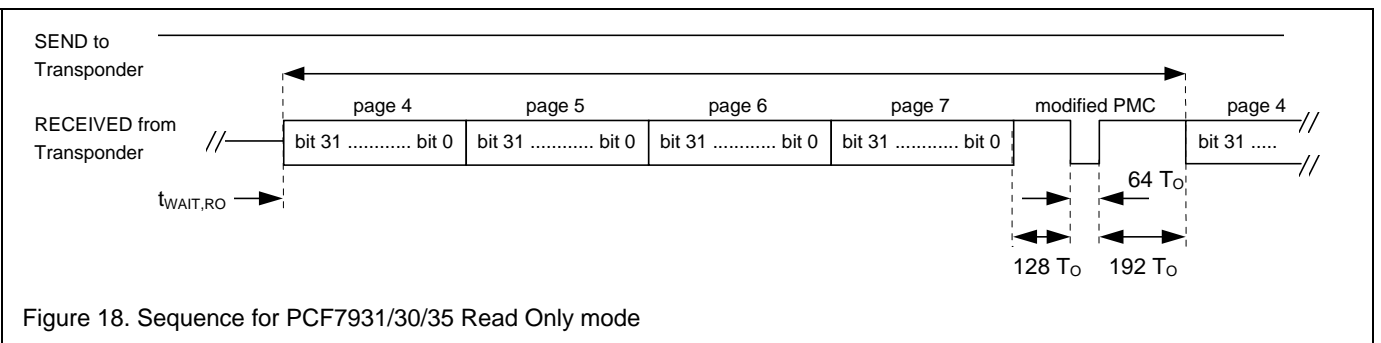 SEND to
Transponder
page 4 page 5 page 6 page 7 modified PMC page 4
RECEIVED from
Transponder
bit 31 ............ bit 0 bit 31 ............ bit 0 bit 31 ............ bit 0 bit 31 ............ bit 0 bit 31 .....
64 TO
tWAIT,RO
128 TO 192 TO
Figure 18. Sequence for PCF7931/30/35 Read Only mode